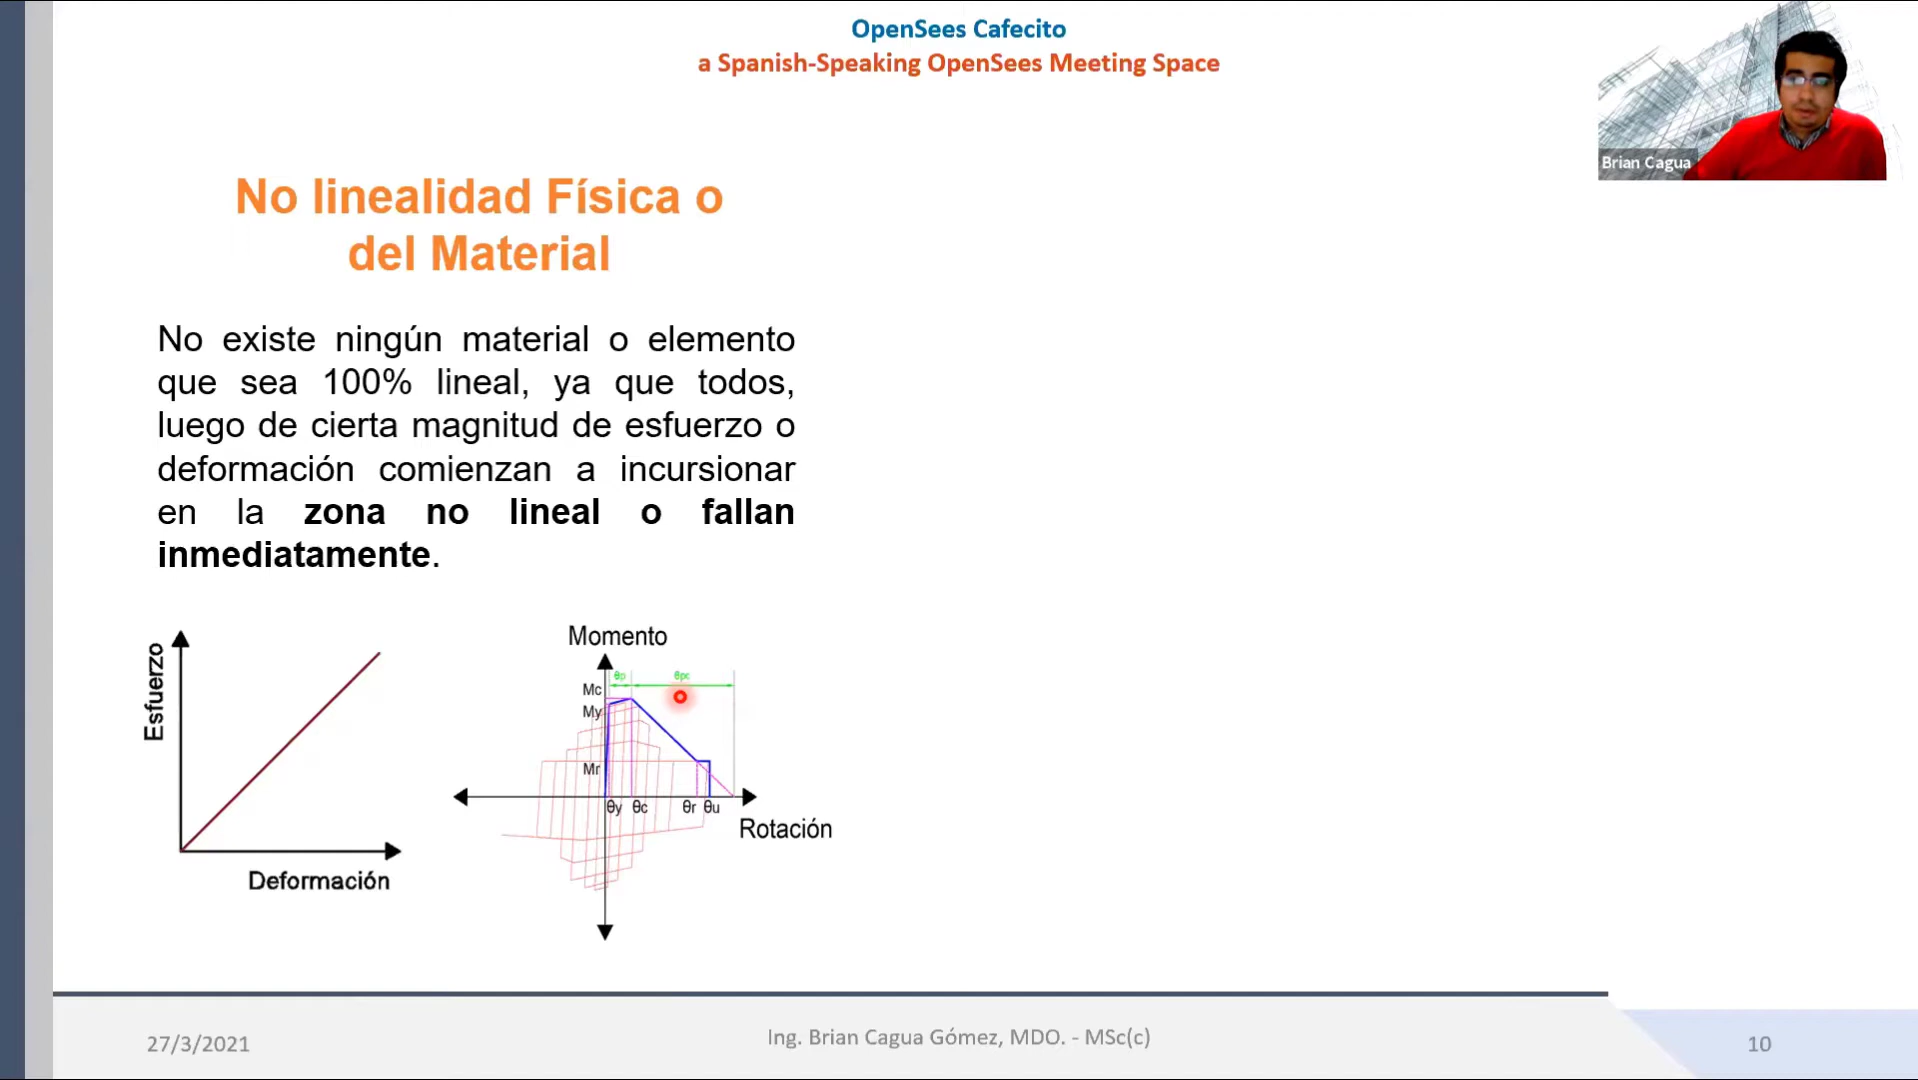 OpenSees Cafecito
a Spanish-Speaking OpenSees Meeting Space
Brian Cagua
No linealidad Física o
del Material
No existe ningún material o elemento
que sea 100% lineal, ya que todos,
luego de cierta magnitud de esfuerzo o
deformación comienzan a incursionar
en la zona no lineal o fallan
inmediatamente.
Esfuerzo
Deformación
Momento
θp θpc
Mc
My
Mr
θy θc θr θu
Rotación
27/3/2021
Ing. Brian Cagua Gómez, MDO. - MSc(c)
10